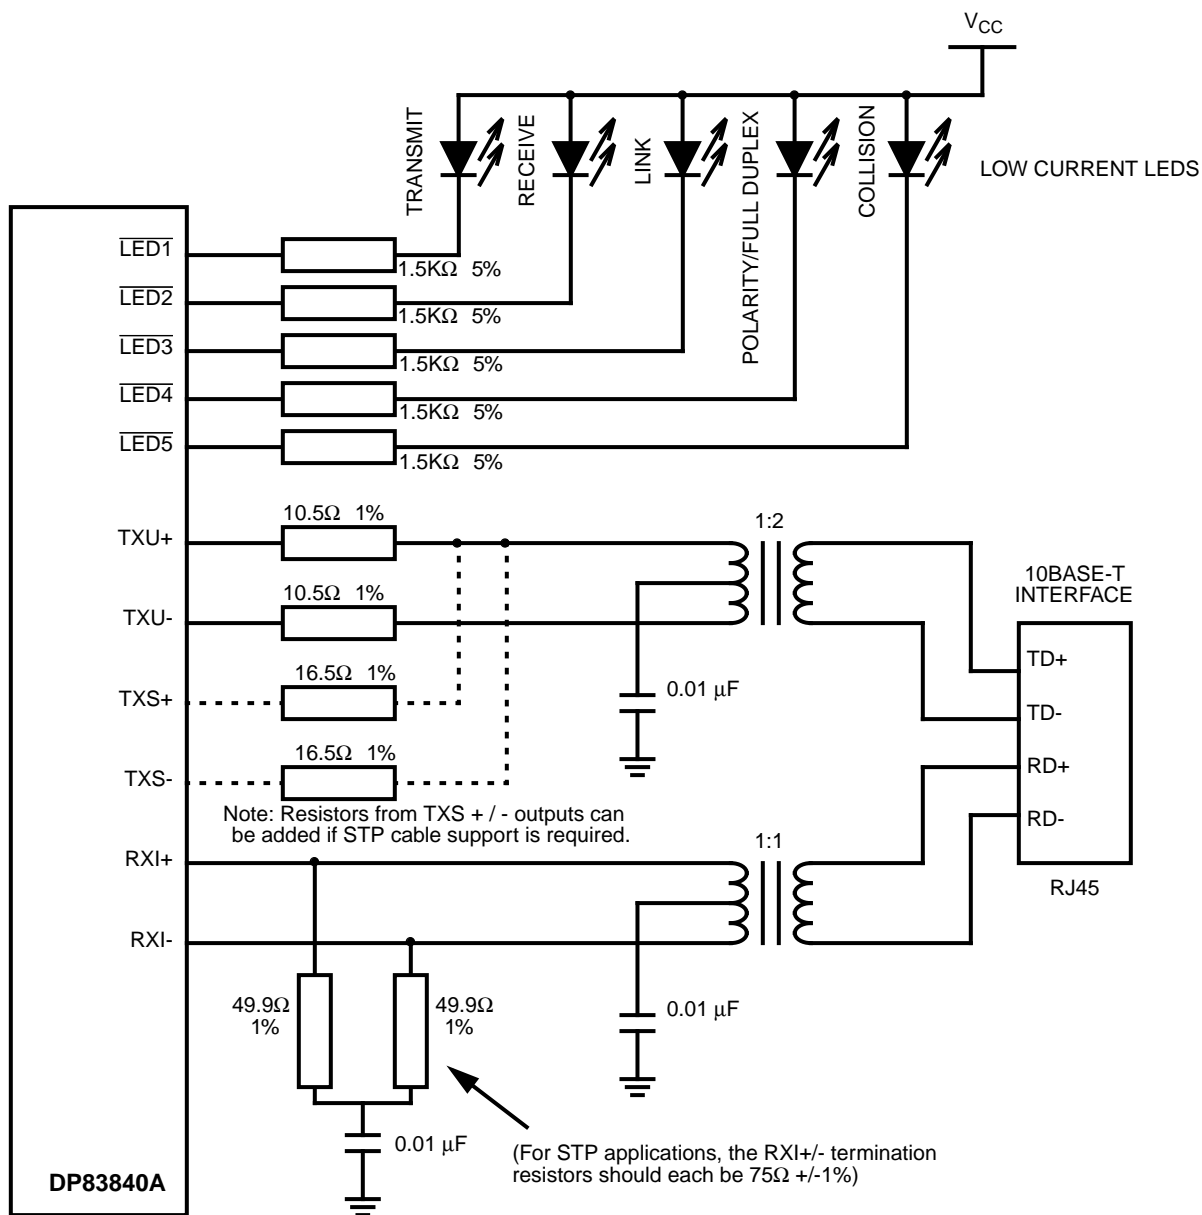 VCC
TRANSMIT
RECEIVE
LINK
POLARITY/FULL DUPLEX
COLLISION
LOW CURRENT LEDS
LED1
1.5KΩ 5%
LED2
1.5KΩ 5%
LED3
1.5KΩ 5%
LED4
1.5KΩ 5%
LED5
1.5KΩ 5%
10.5Ω 1%
TXU+
1:2
10BASE-T
INTERFACE
10.5Ω 1%
TXU-
TD+
16.5Ω 1%
TXS+
0.01 µF
TD-
16.5Ω 1%
TXS-
RD+
Note: Resistors from TXS + / - outputs can
be added if STP cable support is required.
RD-
1:1
RXI+
RJ45
RXI-
49.9Ω
1%
49.9Ω
1%
0.01 µF
0.01 µF
(For STP applications, the RXI+/- termination
resistors should each be 75Ω +/-1%)
DP83840A